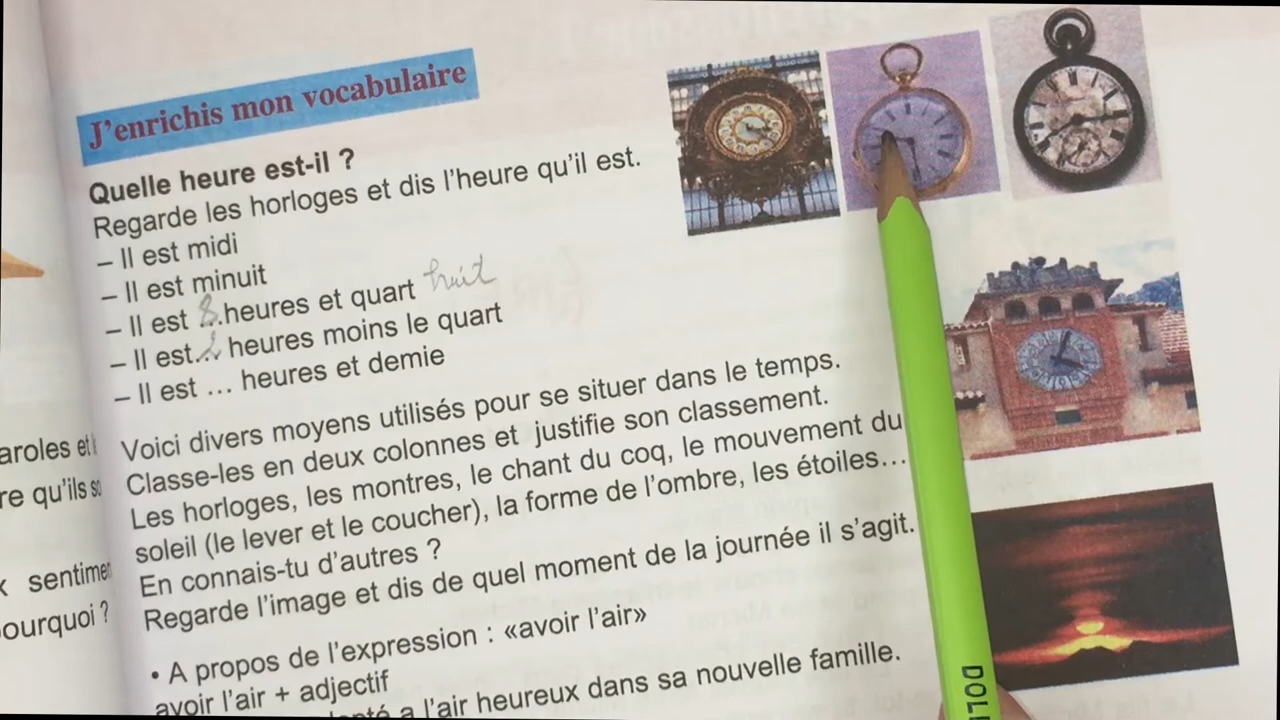 J'enrichis mon vocabulaire
Quelle heure est-il ?
Regarde les horloges et dis l'heure qu'il est.
– Il est midi
– Il est minuit
– Il est 8 heures et quart huit
– Il est... heures moins le quart
– Il est ... heures et demie
Voici divers moyens utilisés pour se situer dans le temps.
Classe-les en deux colonnes et justifie son classement.
Les horloges, les montres, le chant du coq, le mouvement du
soleil (le lever et le coucher), la forme de l'ombre, les étoiles...
En connais-tu d'autres ?
Regarde l'image et dis de quel moment de la journée il s'agit.
• A propos de l'expression : «avoir l'air»
avoir l'air + adjectif
a l'air heureux dans sa nouvelle famille.
aroles et
re qu'ils
sentime
ourquoi ?
DOL